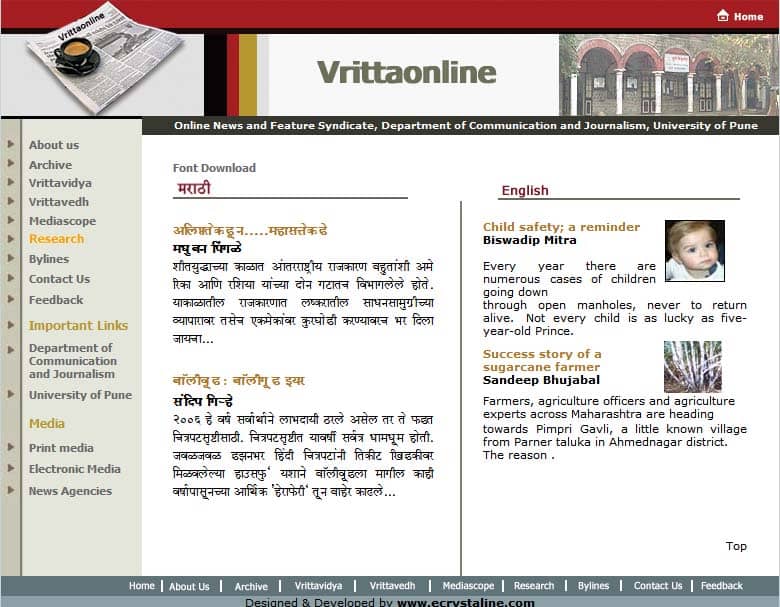 Vrittaonline
Home
Vrittaonline
Online News and Feature Syndicate, Department of Communication and Journalism, University of Pune
About us
Archive
Vrittavidya
Vrittavedh
Mediascope
Research
Bylines
Contact Us
Feedback
Important Links
Department of
Communication
and Journalism
University of Pune
Media
Print media
Electronic Media
News Agencies
Font Download
मराठी
अलिप्ततेकडून.....महासत्तेकडे
मधुबन पिंगळे
शीतयुद्धाच्या काळात आंतरराष्ट्रीय राजकारण बहुतांशी अमे
रिका आणि रशिया यांच्या दोन गटातच विभागलेले होते.
याकाळातील राजकारणात लष्करातील साधनसामुग्रीच्या
व्यापारावर तसेच एकमेकांवर कुरघोडी करण्यावरच भर दिला
जायचा...
बॉलीवूड : बॉलीगूड इयर
संदिप गिऱ्हे
२००६ हे वर्ष सर्वार्थाने लाभदायी ठरले असेल तर ते फक्त
चित्रपटसृष्टीसाठी. चित्रपटसृष्टीत यावर्षी सर्वत्र धामधूम होती.
जवळजवळ डझनभर हिंदी चित्रपटांनी तिकीट खिडकीवर
मिळवलेल्या हाउसफु‘ यशाने बॉलीवूडला मागील काही
वर्षापासूनच्या आर्थिक 'हेराफेरी‘ तून वाहेर काढले...
English
Child safety; a reminder
Biswadip Mitra
Every year there are
numerous cases of children
going down
through open manholes, never to return
alive. Not every child is as lucky as five-
year-old Prince.
Success story of a
sugarcane farmer
Sandeep Bhujabal
Farmers, agriculture officers and agriculture
experts across Maharashtra are heading
towards Pimpri Gavli, a little known village
from Parner taluka in Ahmednagar district.
The reason .
Top
Home | About Us | Archive | Vrittavidya | Vrittavedh | Mediascope | Research | Bylines | Contact Us | Feedback
Designed & Developed by www.ecrystaline.com